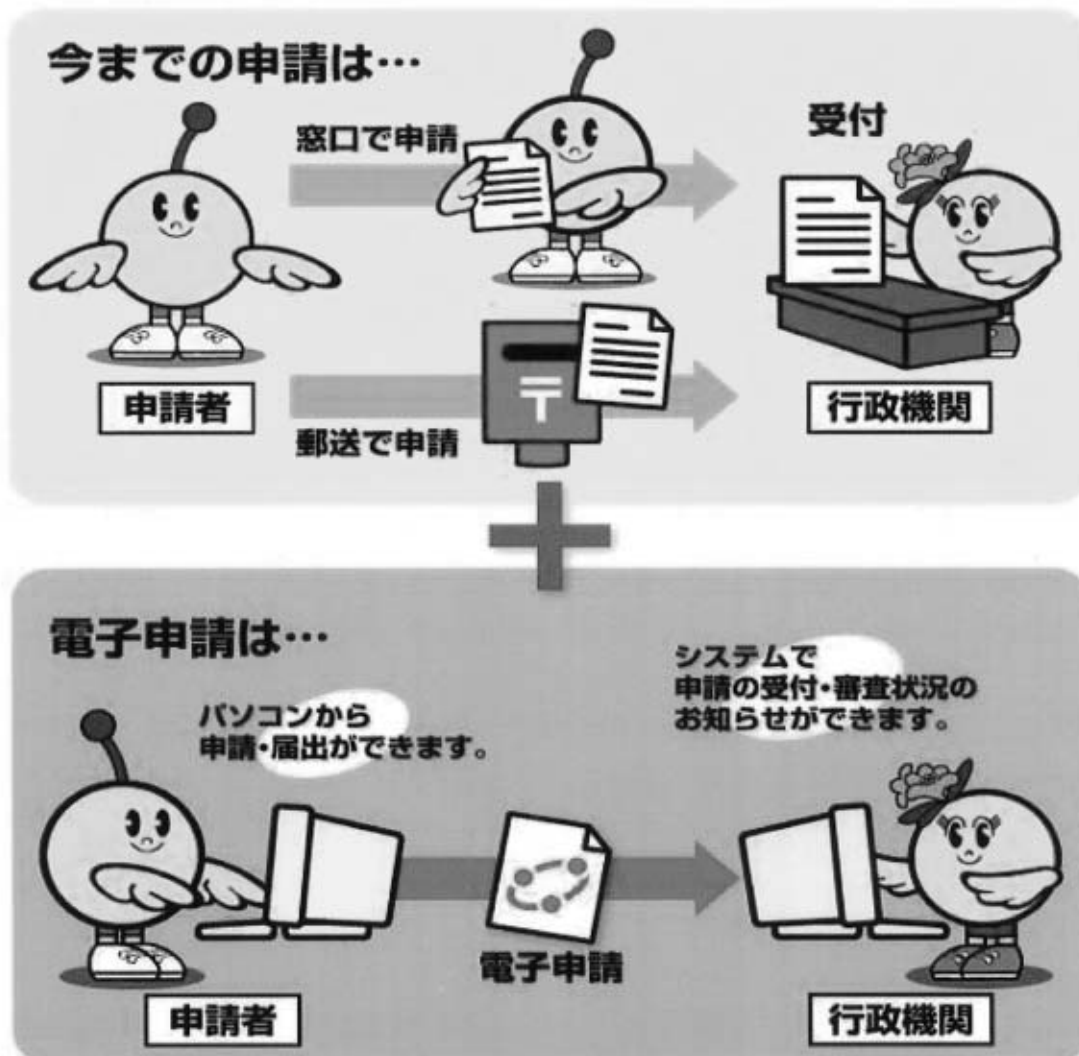 今までの申請は…
窓口で申請
受付
申請者
郵送で申請
〒
行政機関
電子申請は…
パソコンから
申請・届出ができます。
システムで
申請の受付・審査状況の
お知らせができます。
電子申請
申請者
行政機関